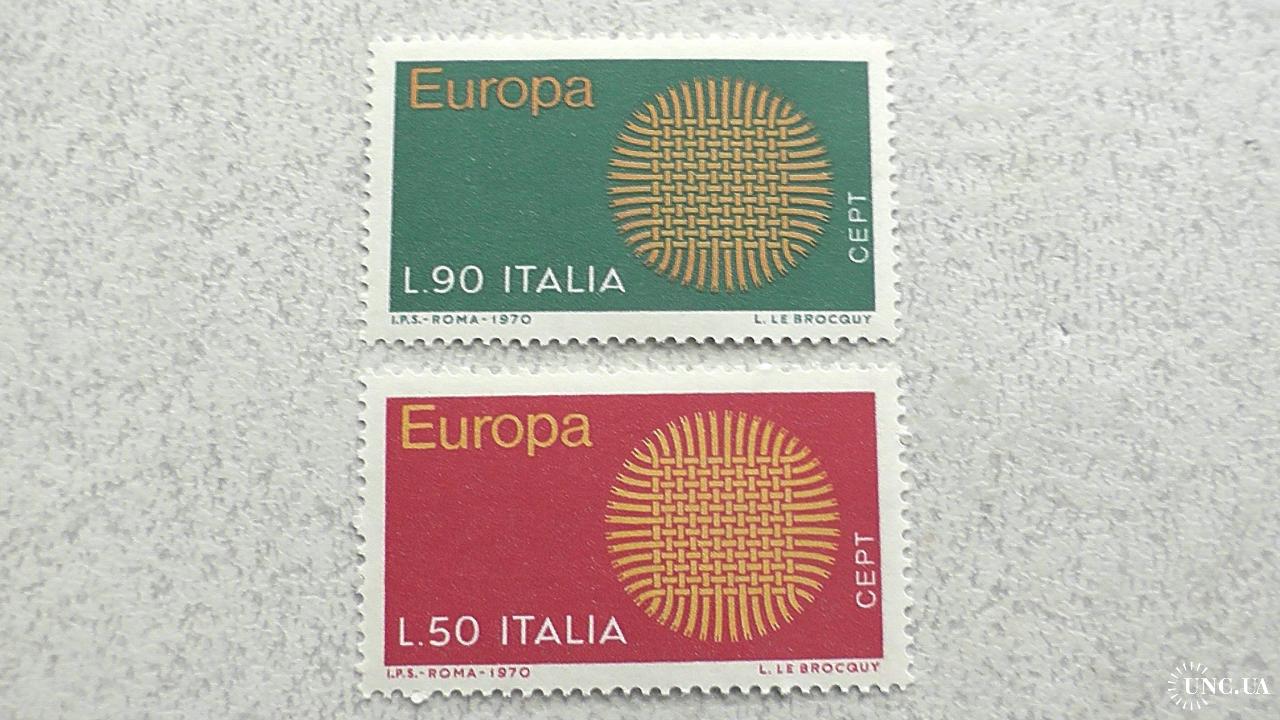 Europa
CEPT
L.90 ITALIA
I.P.S.-ROMA-1970 L. LE BROCQUY
Europa
CEPT
L.50 ITALIA
I.P.S.-ROMA-1970 L. LE BROCQUY
UNC.UA